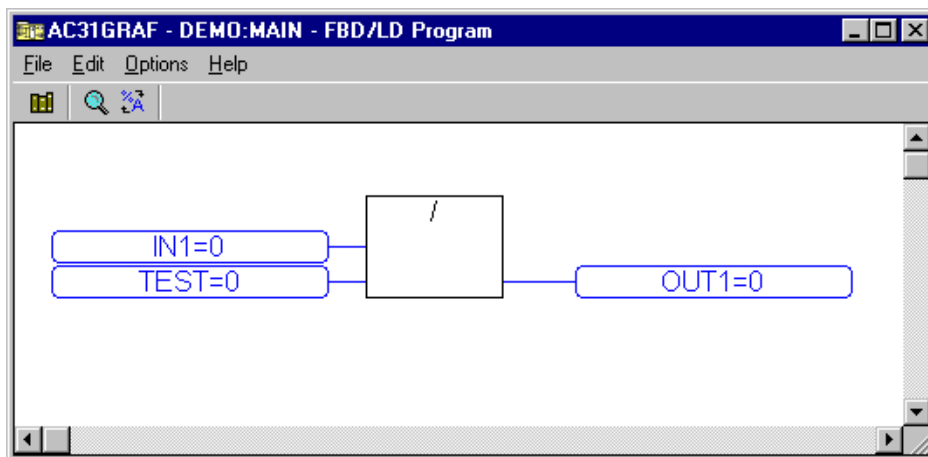 AC31GRAF - DEMO:MAIN - FBD/LD Program
File Edit Options Help
/
IN1=0
TEST=0
OUT1=0